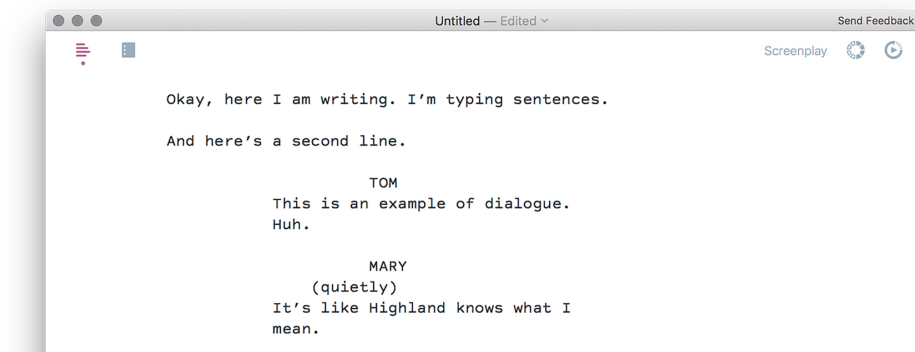 Untitled — Edited
Send Feedback
Screenplay
Okay, here I am writing. I’m typing sentences.
And here’s a second line.
TOM
This is an example of dialogue.
Huh.
MARY
(quietly)
It’s like Highland knows what I
mean.